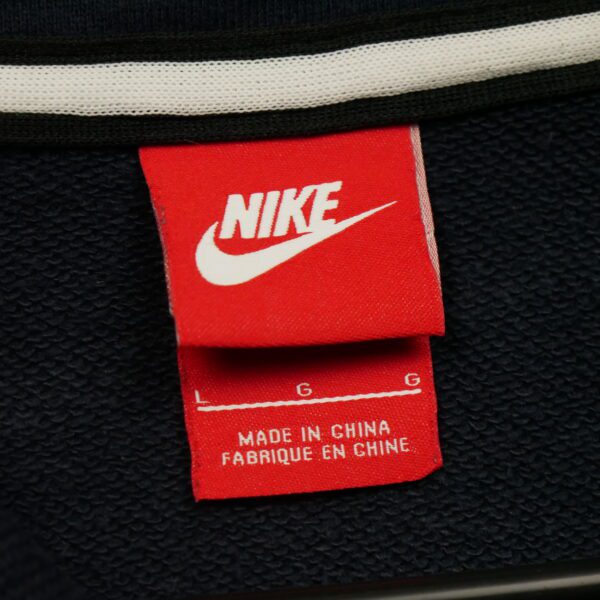 NIKE
L G G
MADE IN CHINA
FABRIQUE EN CHINE